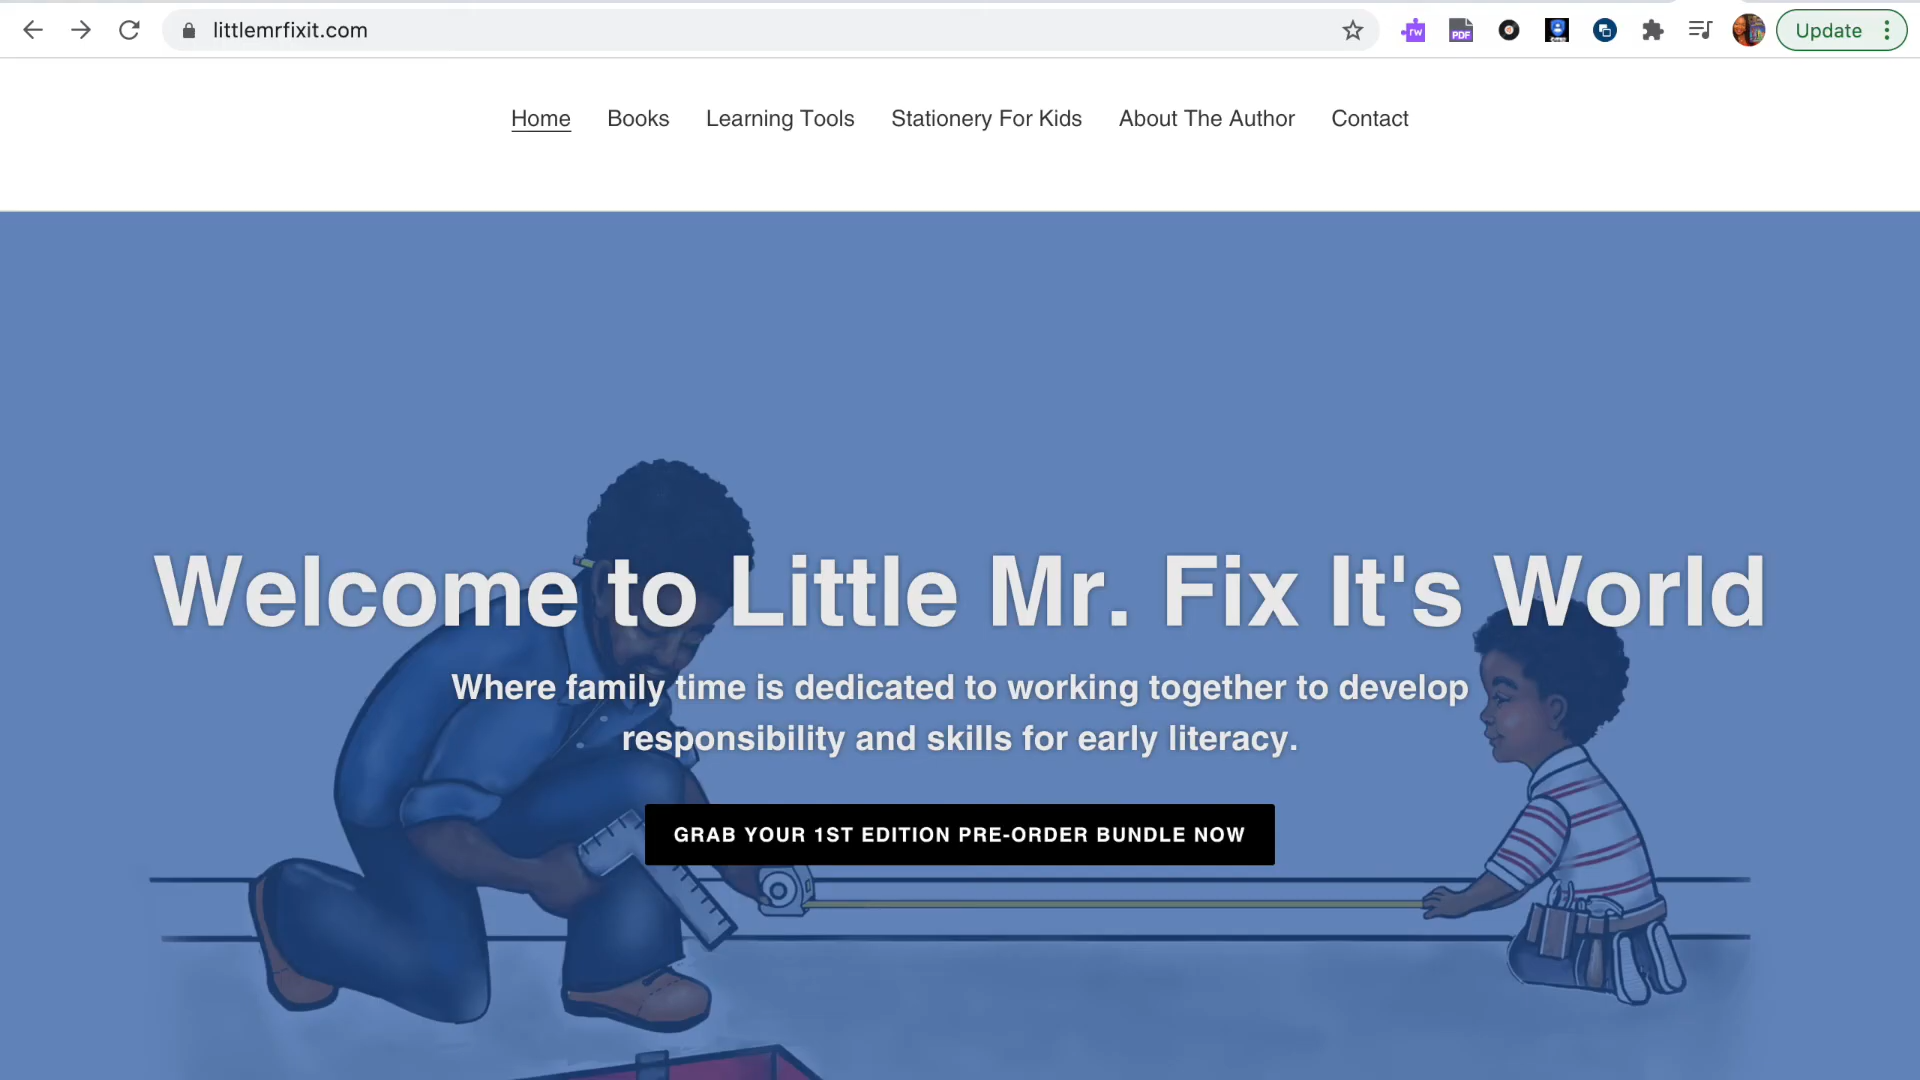 littlemrfixit.com
rw
PDF
Update
Home Books Learning Tools Stationery For Kids About The Author Contact
Welcome to Little Mr. Fix It's World
Where family time is dedicated to working together to develop
responsibility and skills for early literacy.
GRAB YOUR 1ST EDITION PRE-ORDER BUNDLE NOW